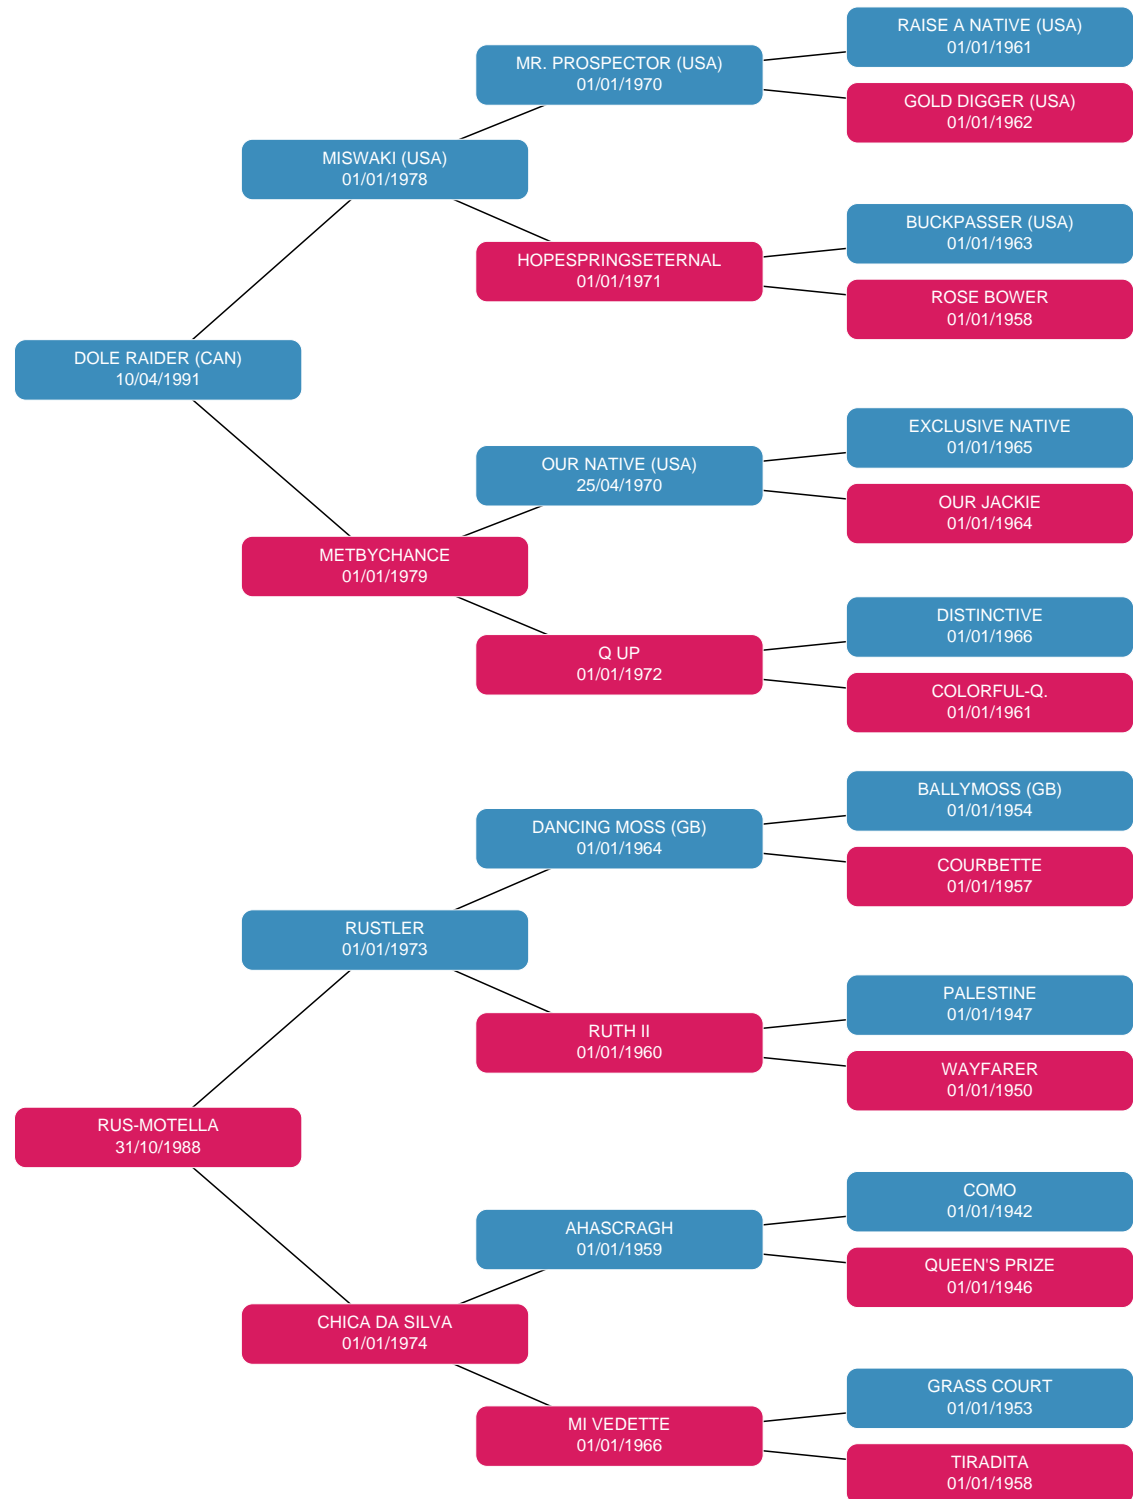 RAISE A NATIVE (USA)
01/01/1961
MR. PROSPECTOR (USA)
01/01/1970
GOLD DIGGER (USA)
01/01/1962
MISWAKI (USA)
01/01/1978
BUCKPASSER (USA)
01/01/1963
HOPESPRINGSETERNAL
01/01/1971
ROSE BOWER
01/01/1958
DOLE RAIDER (CAN)
10/04/1991
EXCLUSIVE NATIVE
01/01/1965
OUR NATIVE (USA)
25/04/1970
OUR JACKIE
01/01/1964
METBYCHANCE
01/01/1979
DISTINCTIVE
01/01/1966
Q UP
01/01/1972
COLORFUL-Q.
01/01/1961
BALLYMOSS (GB)
01/01/1954
DANCING MOSS (GB)
01/01/1964
COURBETTE
01/01/1957
RUSTLER
01/01/1973
PALESTINE
01/01/1947
RUTH II
01/01/1960
WAYFARER
01/01/1950
RUS-MOTELLA
31/10/1988
COMO
01/01/1942
AHASCRAGH
01/01/1959
QUEEN'S PRIZE
01/01/1946
CHICA DA SILVA
01/01/1974
GRASS COURT
01/01/1953
MI VEDETTE
01/01/1966
TIRADITA
01/01/1958